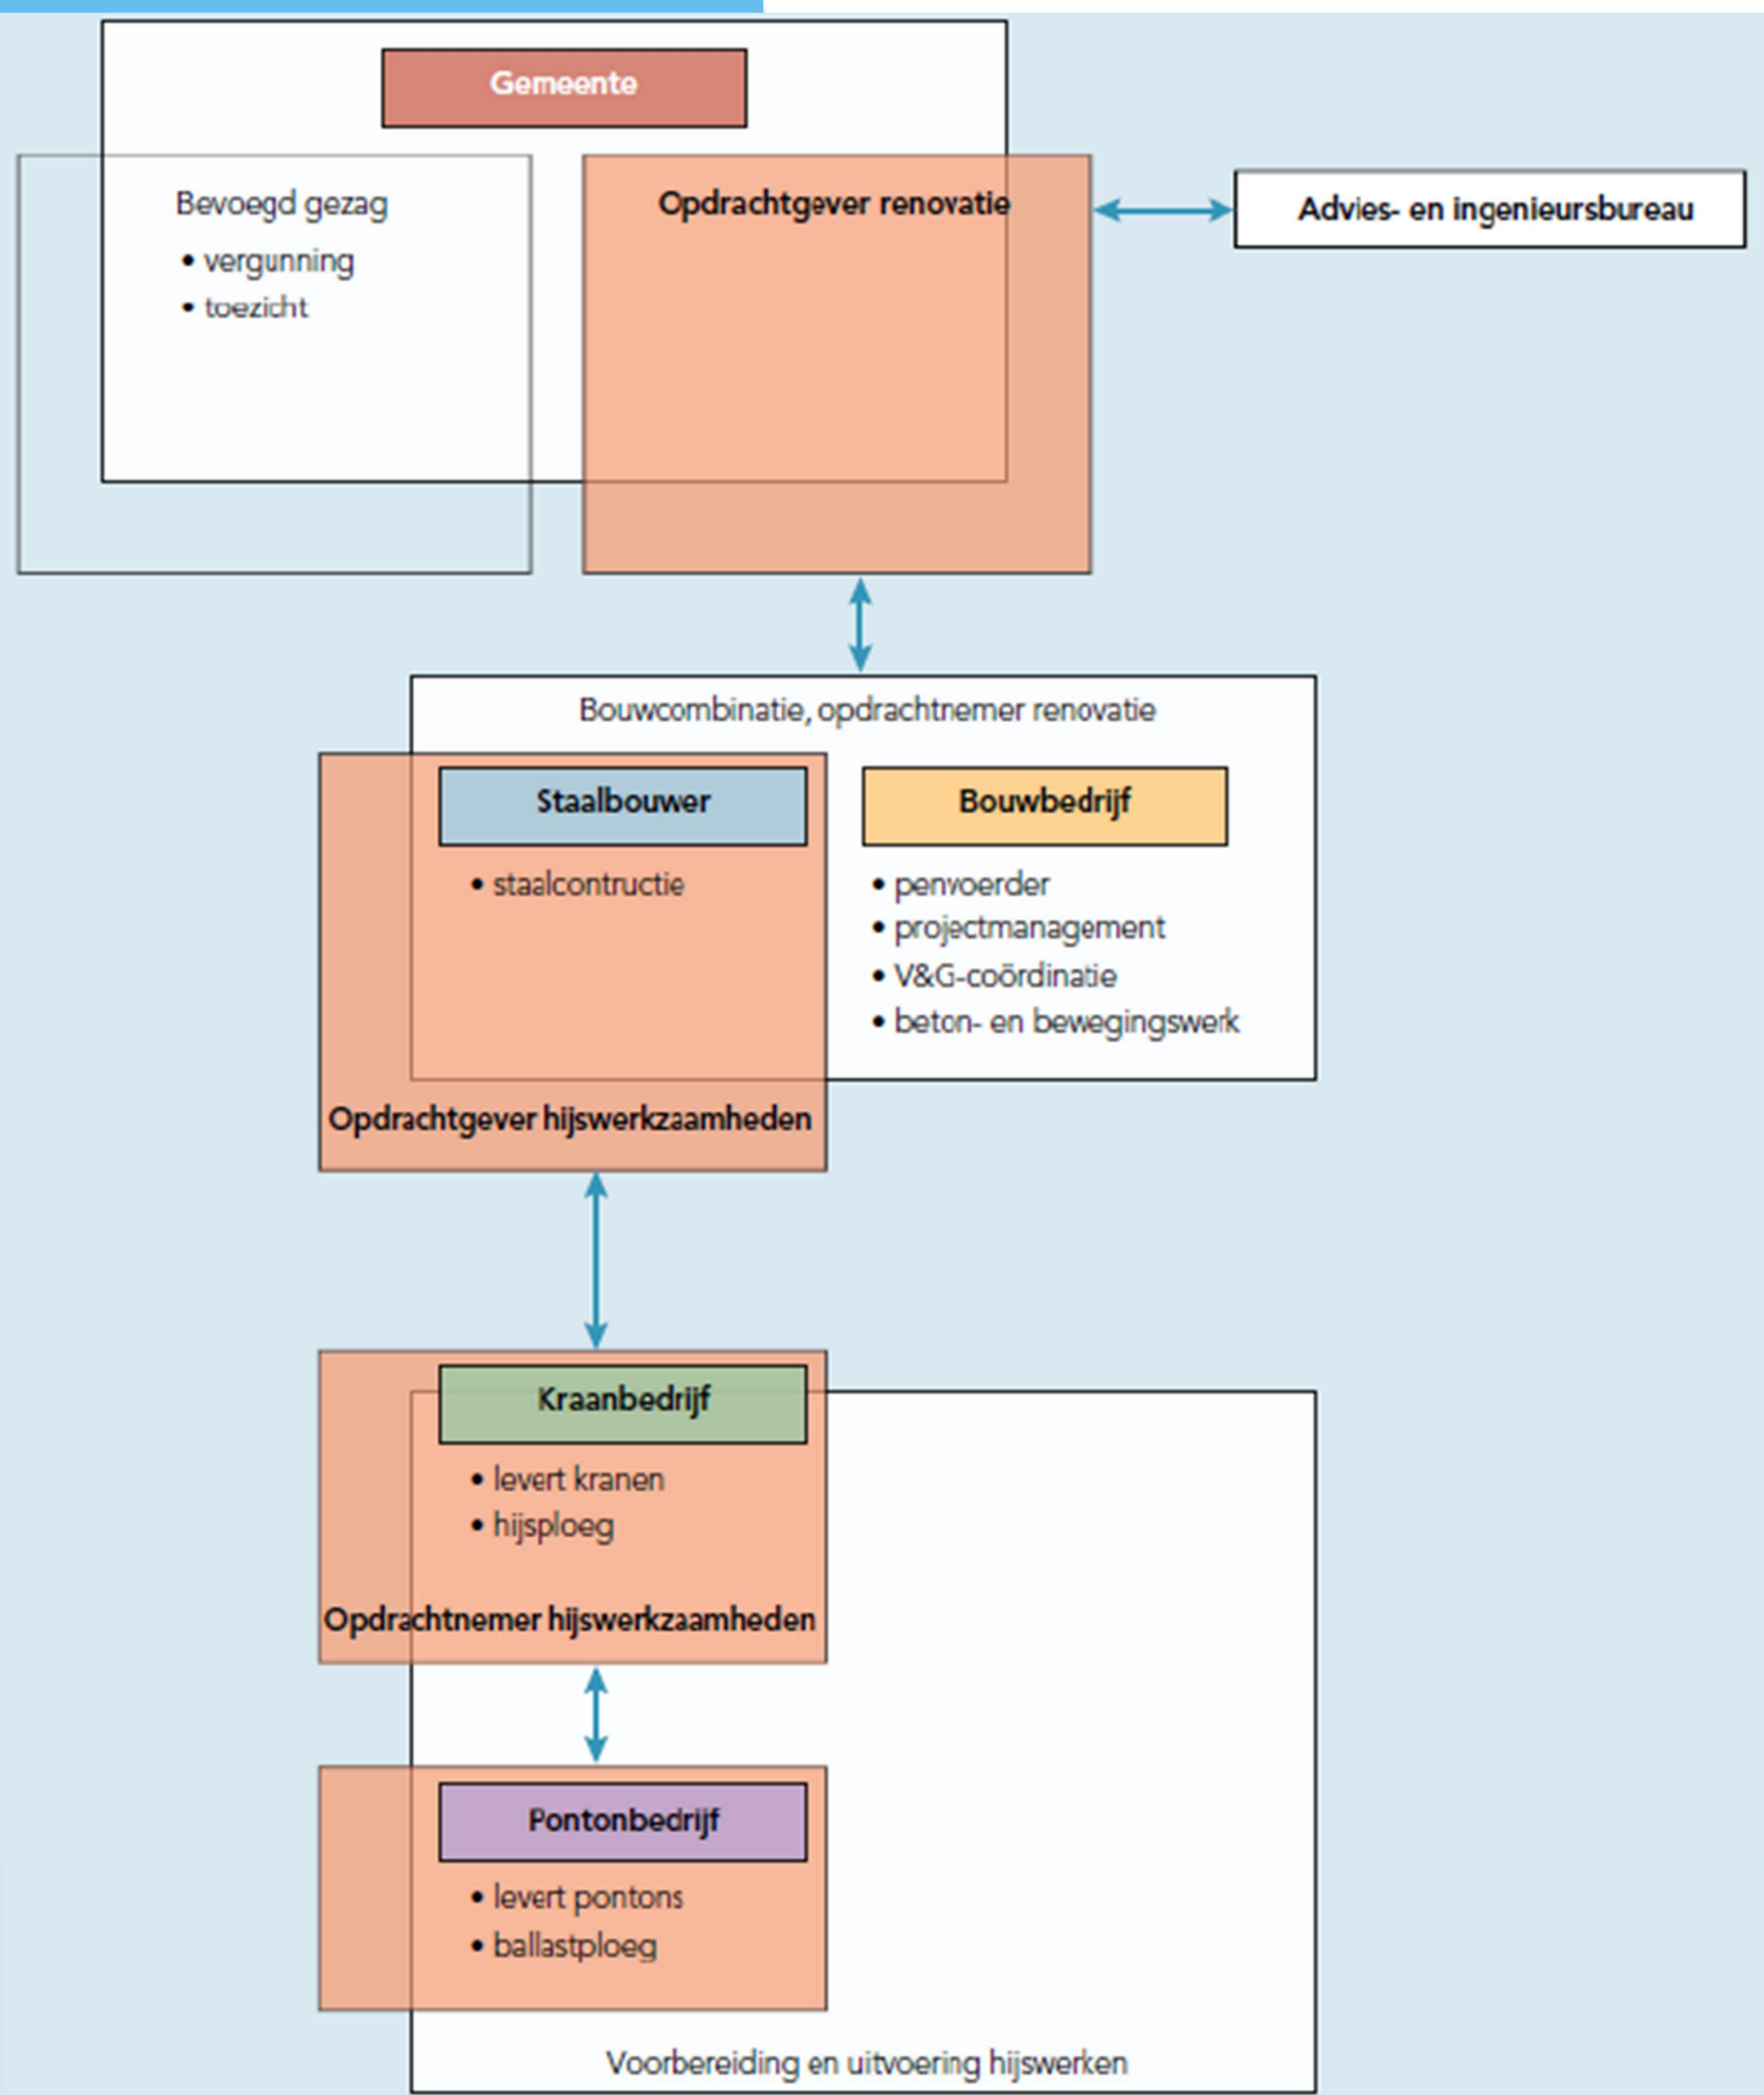 Gemeente
Bevoegd gezag
• vergunning
• toezicht
Opdrachtgever renovatie
Advies- en ingenieursbureau
Bouwcombinatie, opdrachtnemer renovatie
Staalbouwer
• staalcontructie
Opdrachtgever hijswerkzaamheden
Bouwbedrijf
• penvoerder
• projectmanagement
• V&G-coördinatie
• beton- en bewegingswerk
Kraanbedrijf
• levert kranen
• hijsploeg
Opdrachtnemer hijswerkzaamheden
Pontonbedrijf
• levert pontons
• ballastploeg
Voorbereiding en uitvoering hijswerken